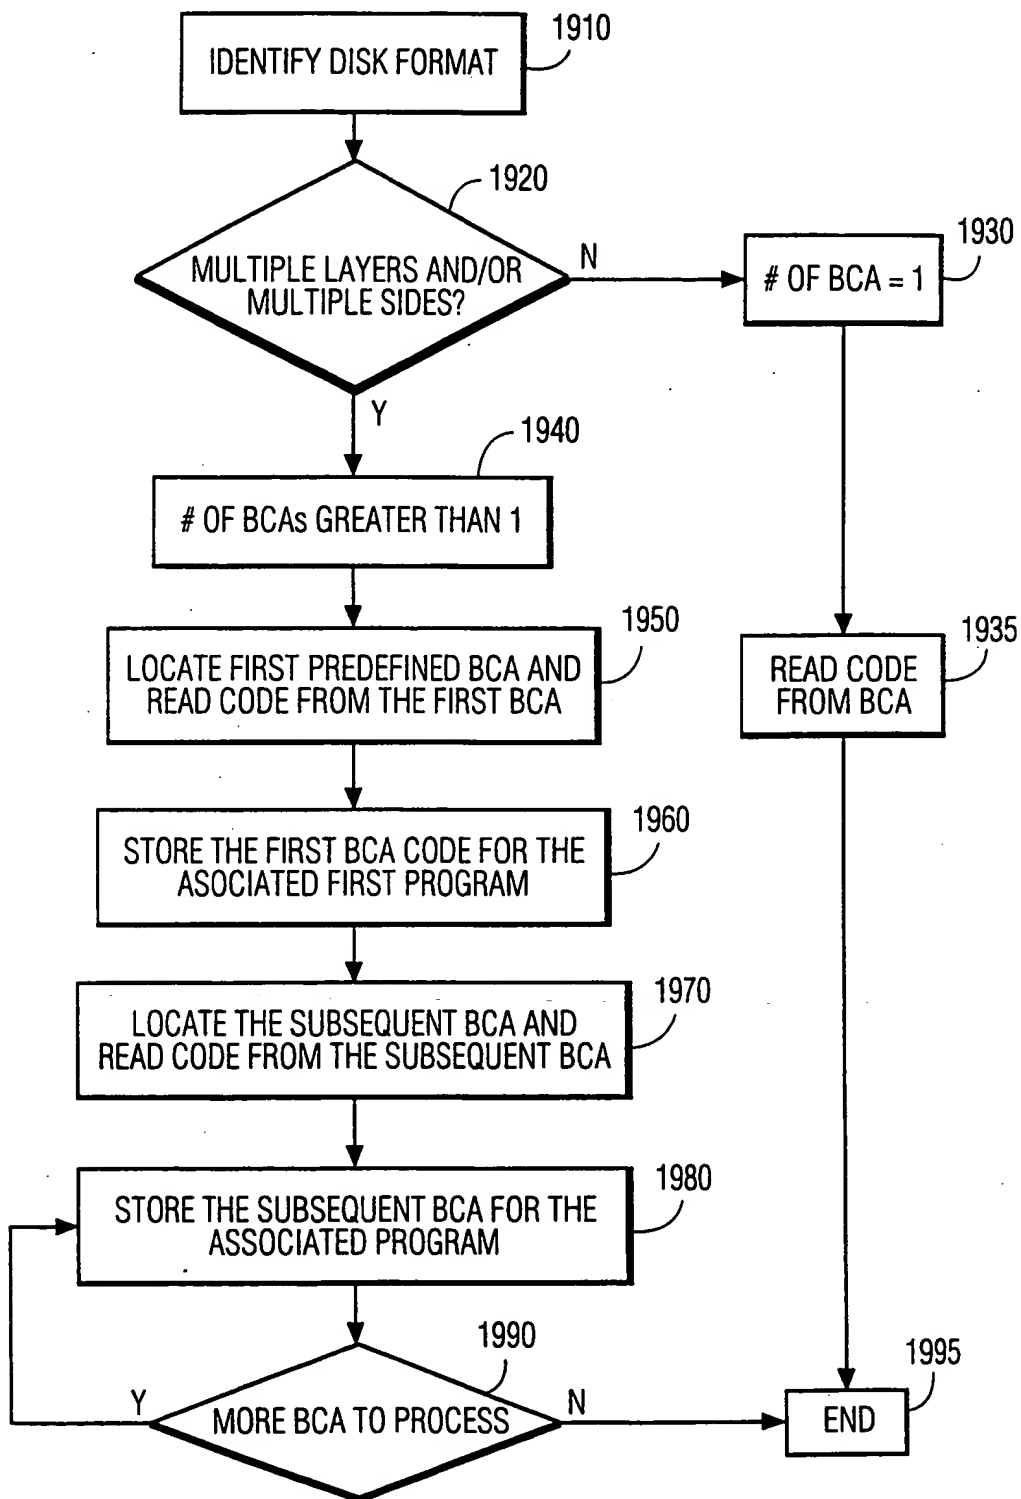 1910
IDENTIFY DISK FORMAT
1920
MULTIPLE LAYERS AND/OR
MULTIPLE SIDES?
N
1930
# OF BCA = 1
Y
1940
# OF BCAs GREATER THAN 1
1950
LOCATE FIRST PREDEFINED BCA AND
READ CODE FROM THE FIRST BCA
1935
READ CODE
FROM BCA
1960
STORE THE FIRST BCA CODE FOR THE
ASOCIATED FIRST PROGRAM
1970
LOCATE THE SUBSEQUENT BCA AND
READ CODE FROM THE SUBSEQUENT BCA
1980
STORE THE SUBSEQUENT BCA FOR THE
ASSOCIATED PROGRAM
1990
Y
MORE BCA TO PROCESS
N
1995
END